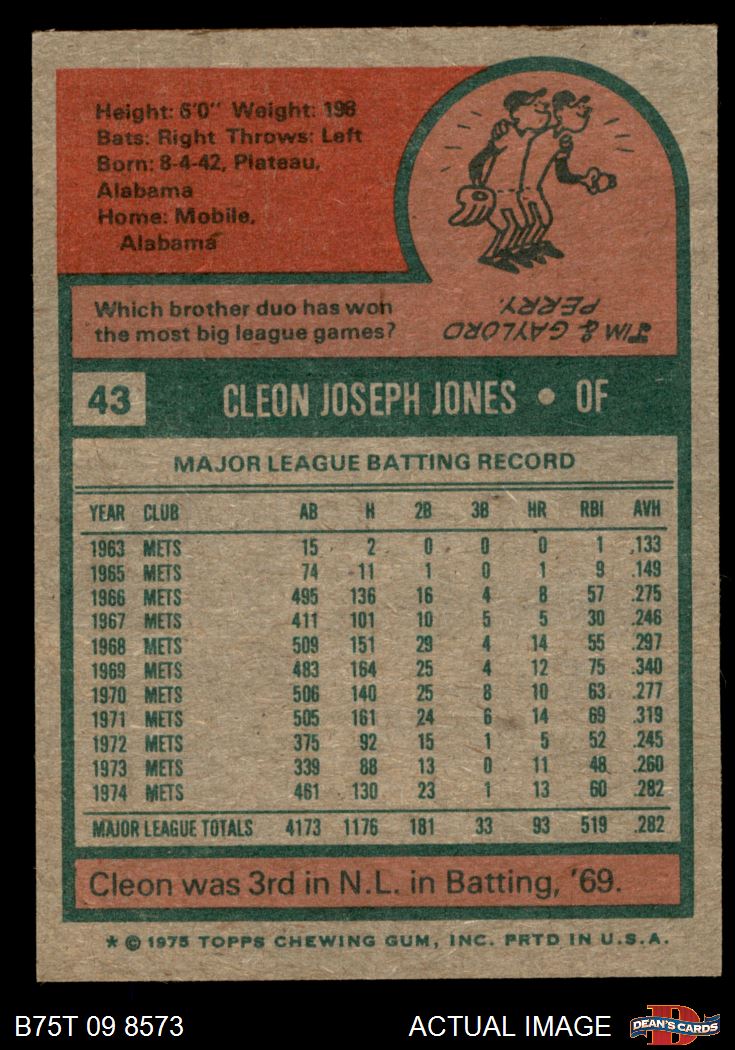 Height: 6'0" Weight: 198
Bats: Right Throws: Left
Born: 8-4-42, Plateau,
Alabama
Home: Mobile,
Alabama
Which brother duo has won
the most big league games?
JIM & GAYLORD
PERRY.
43 CLEON JOSEPH JONES • OF
MAJOR LEAGUE BATTING RECORD
YEAR CLUB AB H 2B 3B HR RBI AVH
1963 METS 15 2 0 0 0 1 .133
1965 METS 74 11 1 0 1 9 .149
1966 METS 495 136 16 4 8 57 .275
1967 METS 411 101 10 5 5 30 .246
1968 METS 509 151 29 4 14 55 .297
1969 METS 483 164 25 4 12 75 .340
1970 METS 506 140 25 8 10 63 .277
1971 METS 505 161 24 6 14 69 .319
1972 METS 375 92 15 1 5 52 .245
1973 METS 339 88 13 0 11 48 .260
1974 METS 461 130 23 1 13 60 .282
MAJOR LEAGUE TOTALS 4173 1176 181 33 93 519 .282
Cleon was 3rd in N.L. in Batting, '69.
* © 1975 TOPPS CHEWING GUM, INC. PRTD IN U.S.A.
B75T 09 8573 ACTUAL IMAGE DEAN'S CARDS